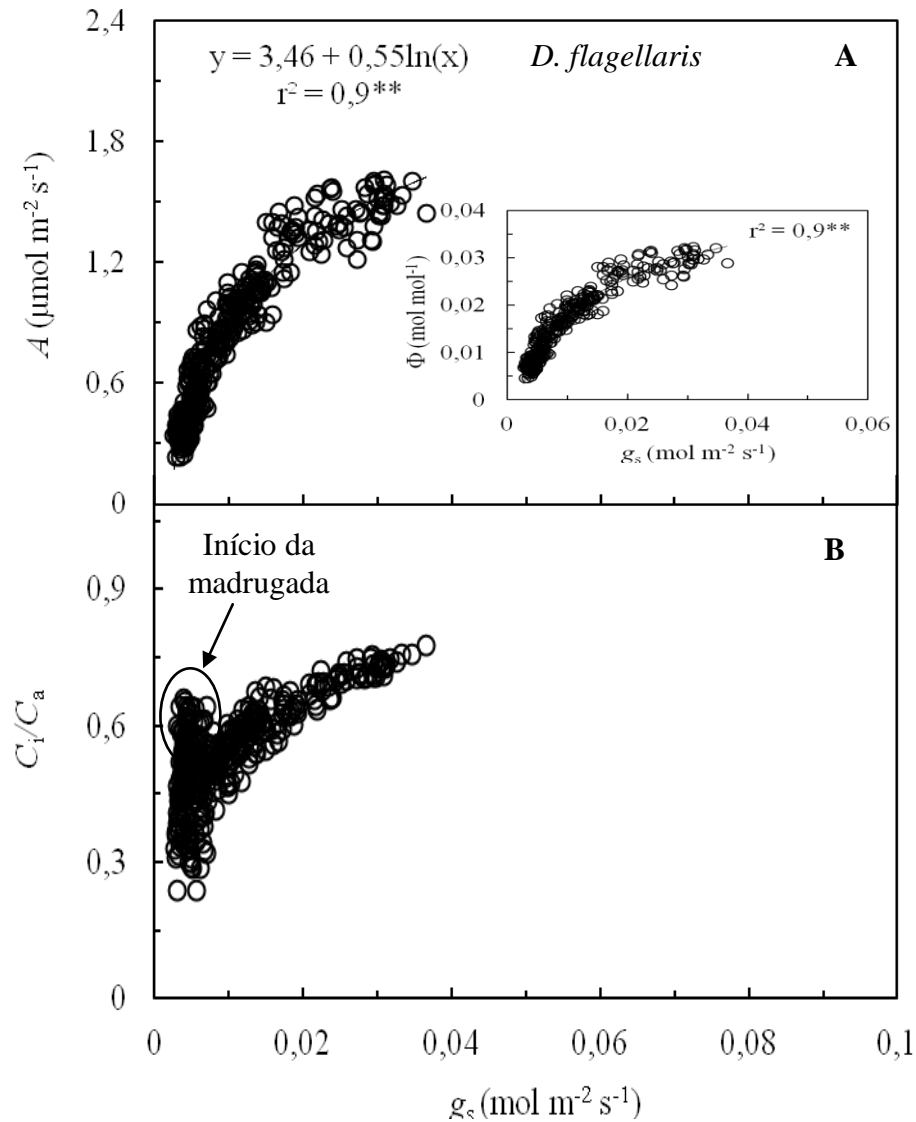 2,4
y = 3,46 + 0,55ln(x)
r² = 0,9**
D. flagellaris
A
1,8
1,2
0,6
0
A (µmol m⁻² s⁻¹)
0,04
0,03
0,02
0,01
0
Φ (mol mol⁻¹)
r² = 0,9**
0 0,02 0,04 0,06
gₛ (mol m⁻² s⁻¹)
Início da
madrugada
B
0,9
0,6
0,3
0
Cᵢ/Cₐ
0 0,02 0,04 0,06 0,08 0,1
gₛ (mol m⁻² s⁻¹)